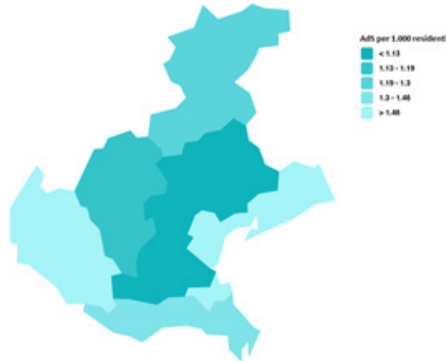 AdS per 1.000 residenti
< 1.13
1.13 - 1.19
1.19 - 1.3
1.3 - 1.46
> 1.46